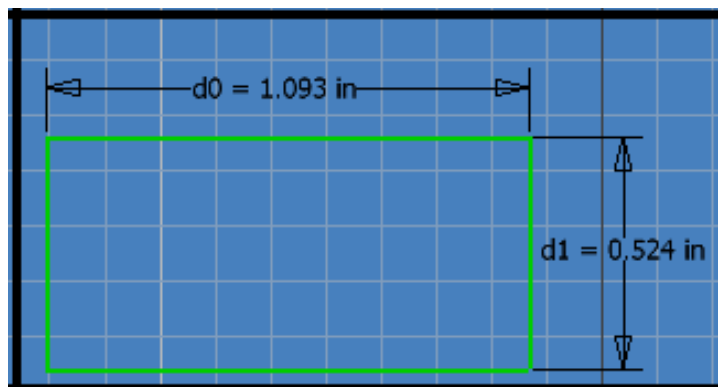 d0 = 1.093 in
d1 = 0.524 in